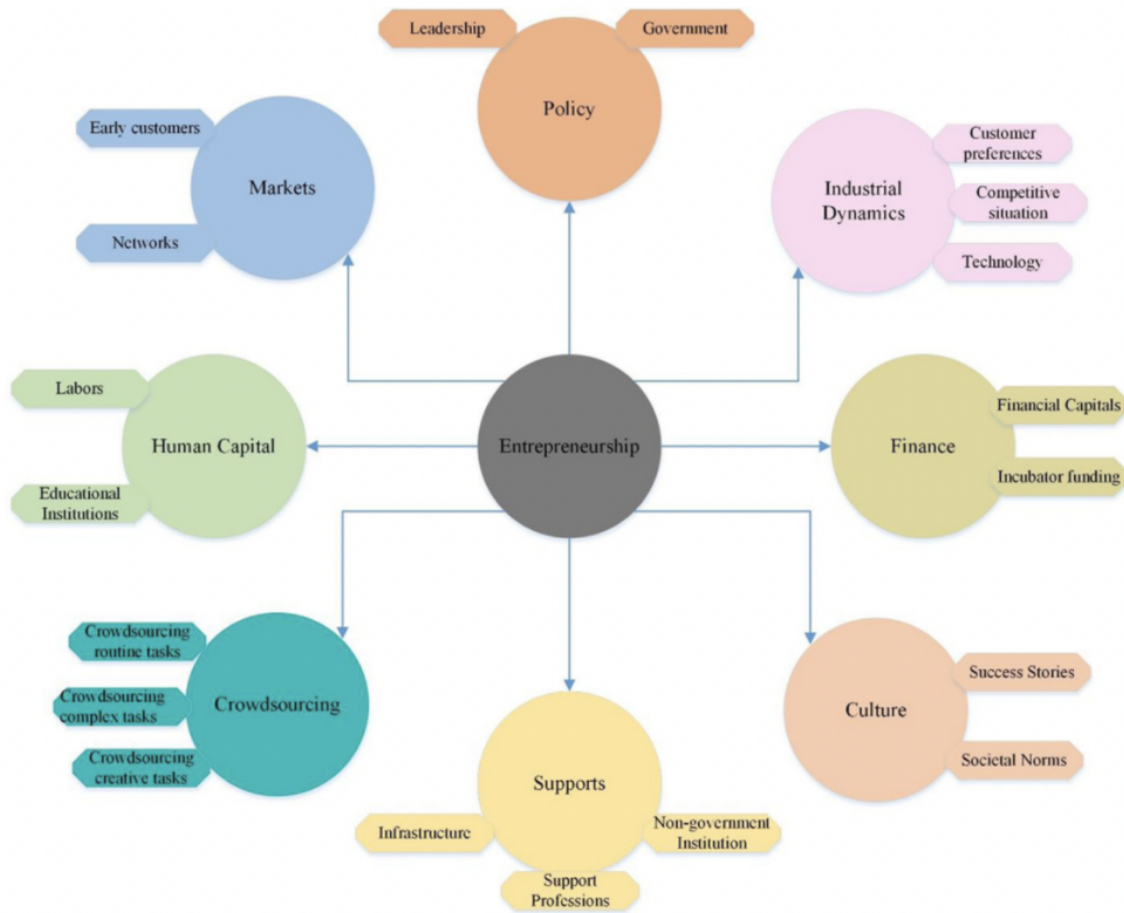 Leadership
Government
Policy
Early customers
Markets
Networks
Customer
preferences
Industrial
Dynamics
Competitive
situation
Technology
Labors
Human Capital
Educational
Institutions
Entrepreneurship
Financial Capitals
Finance
Incubator funding
Crowdsourcing
routine tasks
Crowdsourcing
complex tasks
Crowdsourcing
Crowdsourcing
creative tasks
Supports
Infrastructure
Non-government
Institution
Support
Professions
Success Stories
Culture
Societal Norms